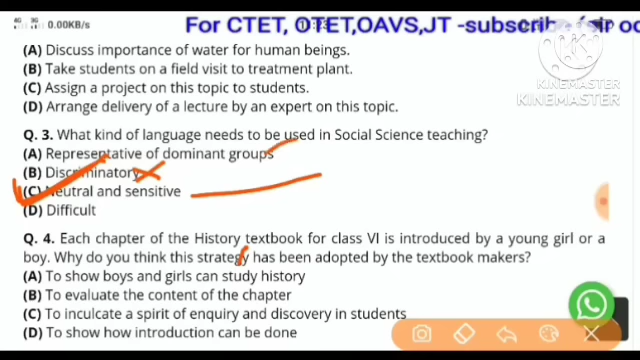 0.00KB/s
For CTET, OTET,OAVS,JT -subscribe
(A) Discuss importance of water for human beings.
(B) Take students on a field visit to treatment plant.
(C) Assign a project on this topic to students.
(D) Arrange delivery of a lecture by an expert on this topic.
KINEMASTER
KINEMASTER
Q. 3. What kind of language needs to be used in Social Science teaching?
(A) Representative of dominant groups
(B) Discriminatory
(C) Neutral and sensitive
(D) Difficult
Q. 4. Each chapter of the History textbook for class VI is introduced by a young girl or a
boy. Why do you think this strategy has been adopted by the textbook makers?
(A) To show boys and girls can study history
(B) To evaluate the content of the chapter
(C) To inculcate a spirit of enquiry and discovery in students
(D) To show how introduction can be done